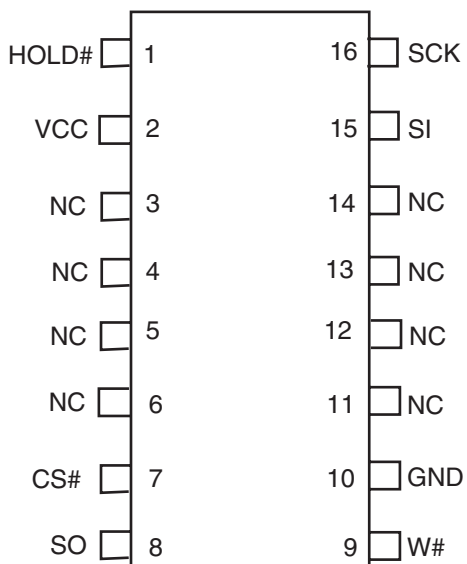 HOLD# 1 16 SCK
VCC 2 15 SI
NC 3 14 NC
NC 4 13 NC
NC 5 12 NC
NC 6 11 NC
CS# 7 10 GND
SO 8 9 W#